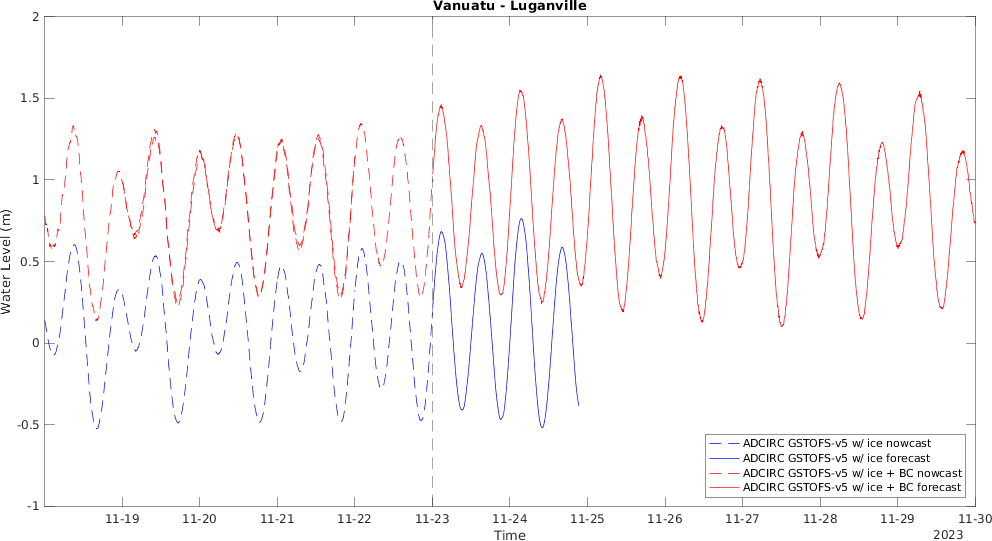 Vanuatu - Luganville
Water Level (m)
2
1.5
1
0.5
0
-0.5
-1
11-19 11-20 11-21 11-22 11-23 11-24 11-25 11-26 11-27 11-28 11-29 11-30
Time
2023
ADCIRC GSTOFS-v5 w/ ice nowcast
ADCIRC GSTOFS-v5 w/ ice forecast
ADCIRC GSTOFS-v5 w/ ice + BC nowcast
ADCIRC GSTOFS-v5 w/ ice + BC forecast